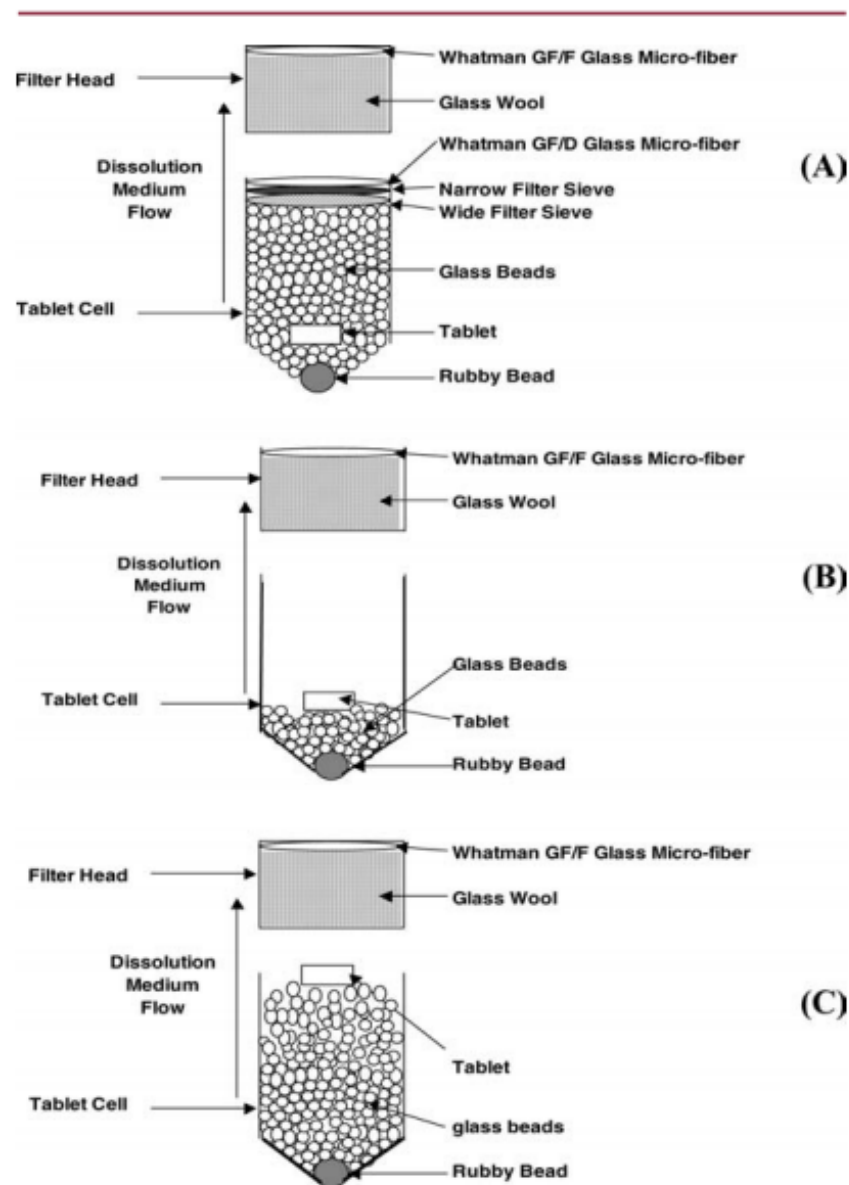 Whatman GF/F Glass Micro-fiber
Filter Head
Glass Wool
Whatman GF/D Glass Micro-fiber
Dissolution
Medium
Flow
(A)
Narrow Filter Sieve
Wide Filter Sieve
Glass Beads
Tablet Cell
Tablet
Rubby Bead
Whatman GF/F Glass Micro-fiber
Filter Head
Glass Wool
Dissolution
Medium
Flow
(B)
Glass Beads
Tablet Cell
Tablet
Rubby Bead
Whatman GF/F Glass Micro-fiber
Filter Head
Glass Wool
Dissolution
Medium
Flow
(C)
Tablet
Tablet Cell
glass beads
Rubby Bead